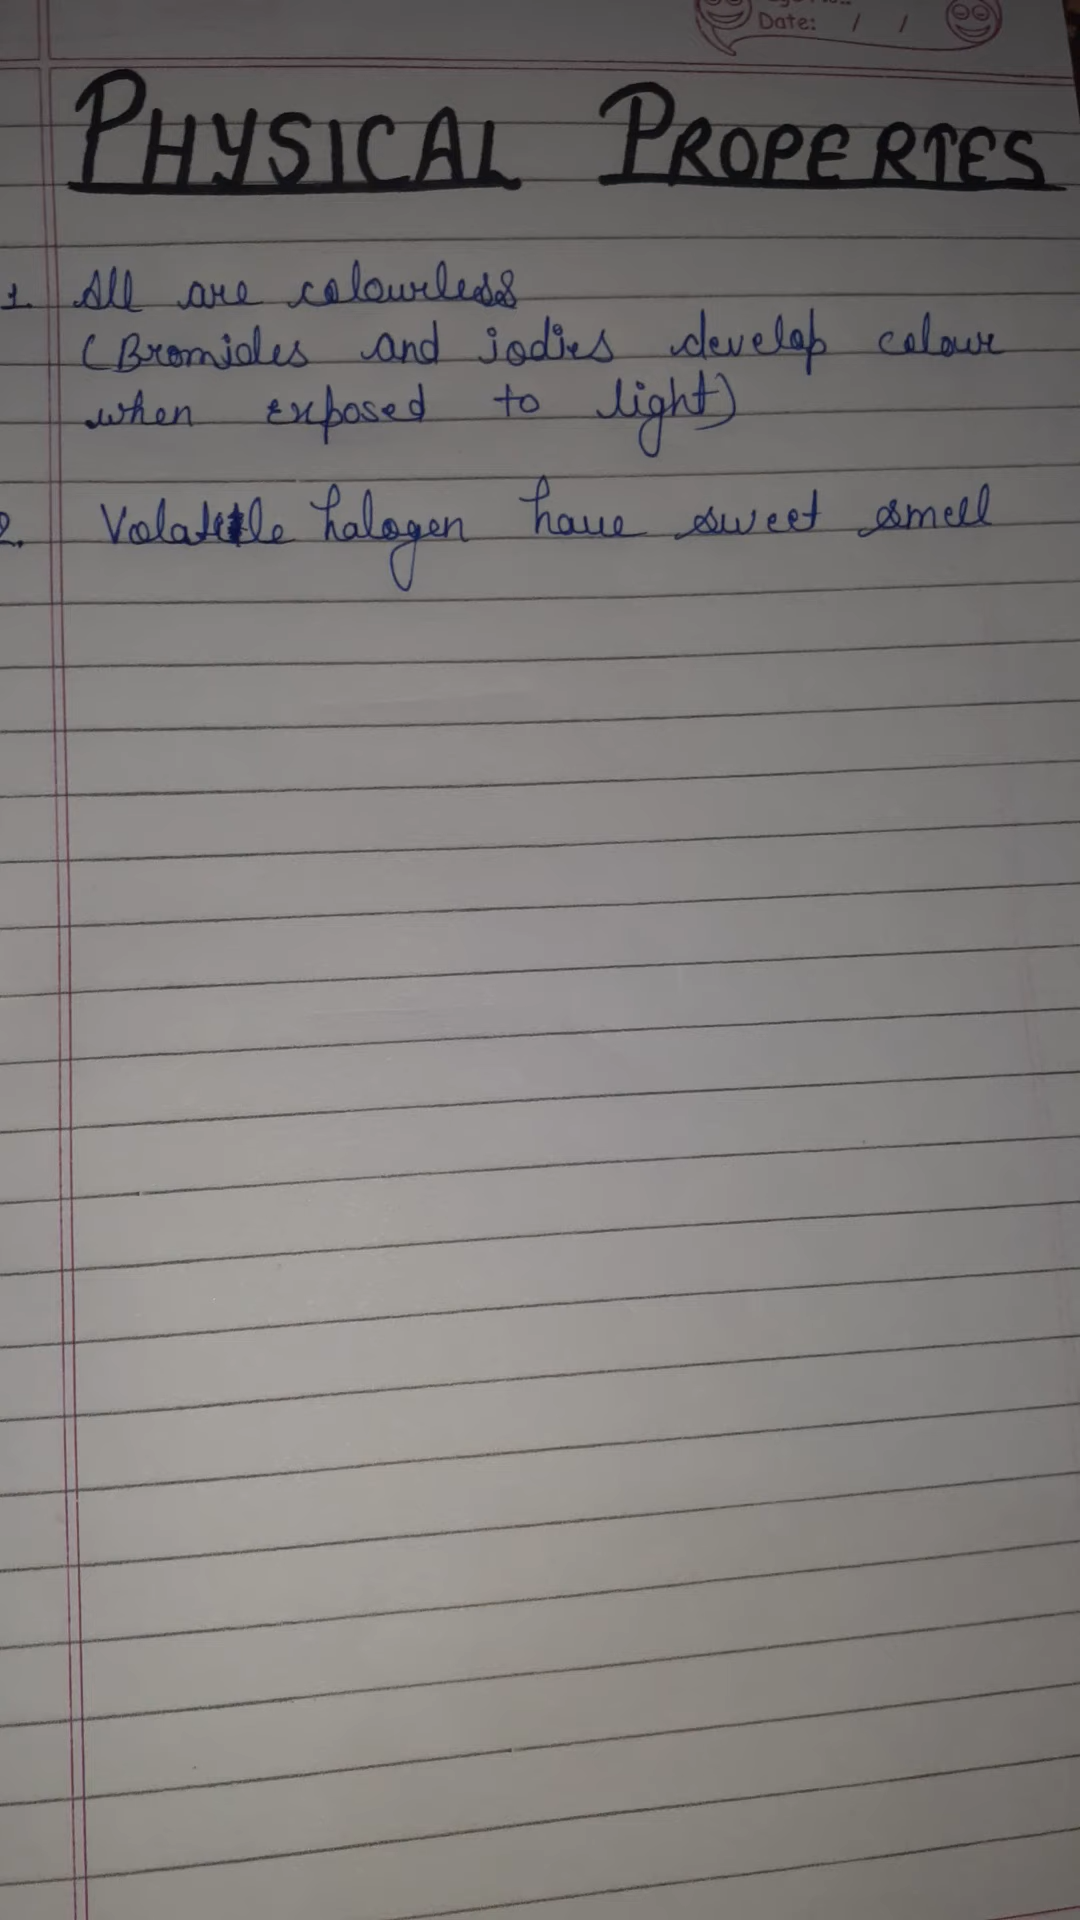 Date: / /
PHYSICAL PROPERTES
1. All are colourless
(Bromides and iodies develop colour
when exposed to light)
2. Volatile halogen have sweet smell